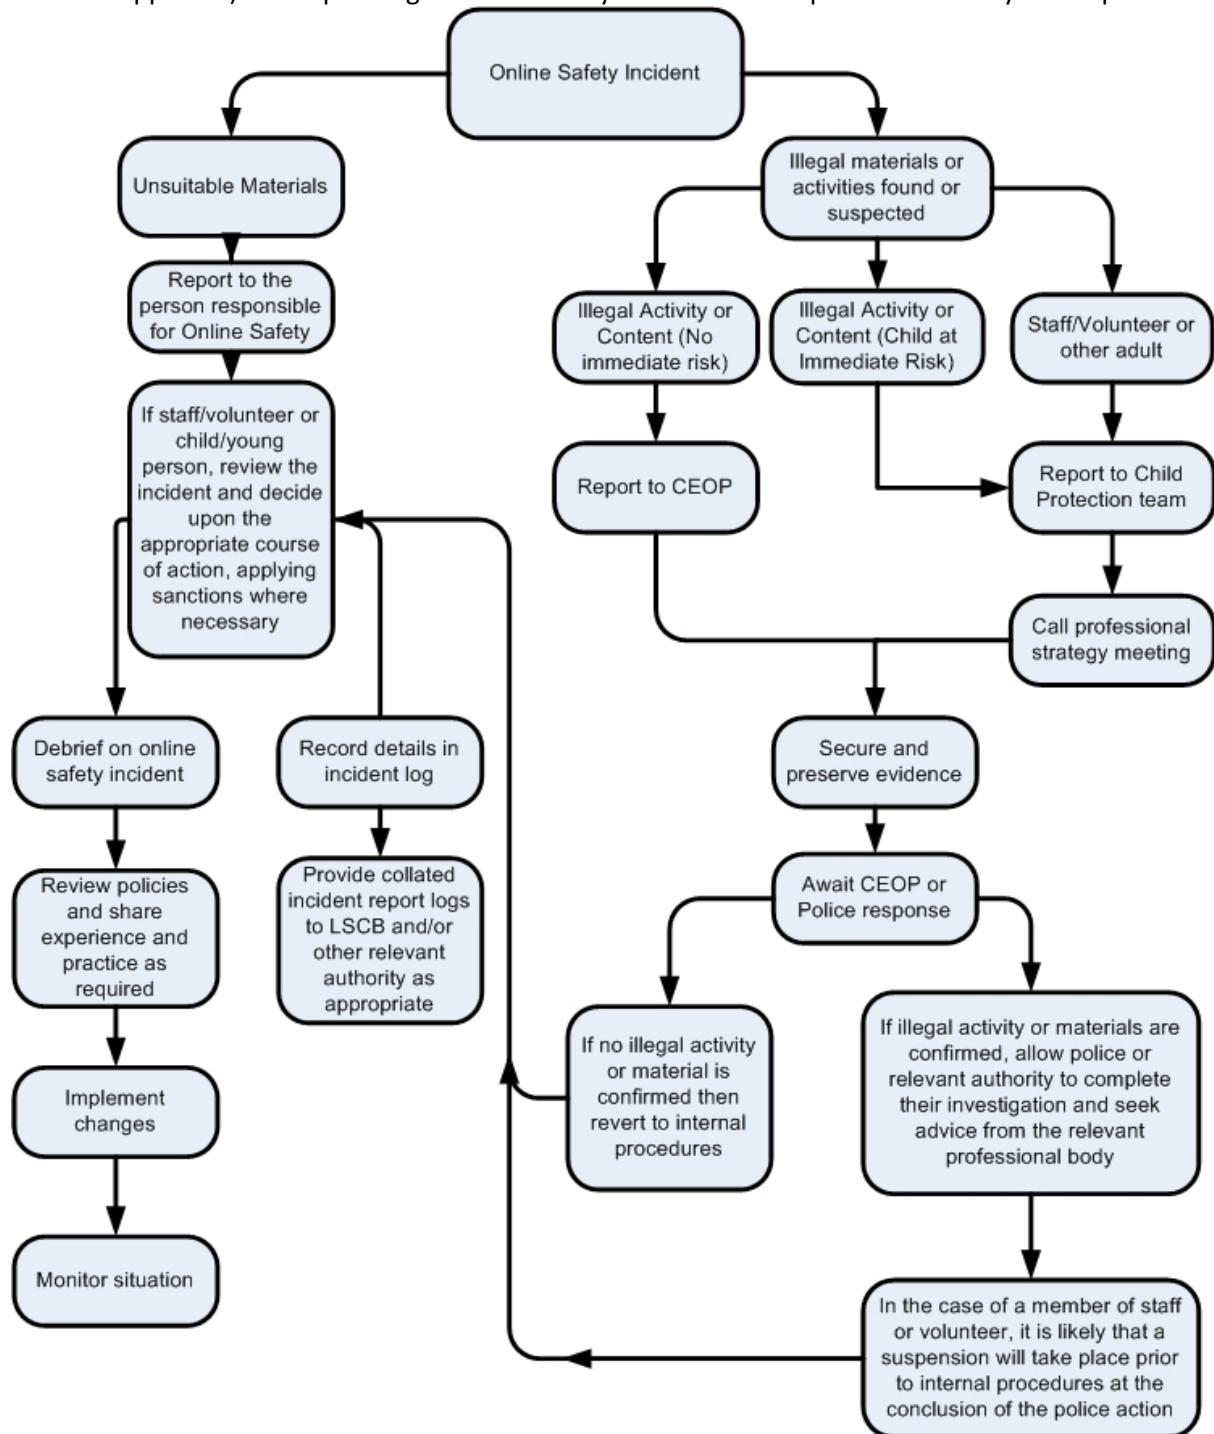 Online Safety Incident
Unsuitable Materials
Illegal materials or
activities found or
suspected
Report to the
person responsible
for Online Safety
Illegal Activity or
Content (No
immediate risk)
Illegal Activity or
Content (Child at
Immediate Risk)
Staff/Volunteer or
other adult
If staff/volunteer or
child/young
person, review the
incident and decide
upon the
appropriate course
of action, applying
sanctions where
necessary
Report to CEOP
Report to Child
Protection team
Call professional
strategy meeting
Debrief on online
safety incident
Record details in
incident log
Secure and
preserve evidence
Review policies
and share
experience and
practice as
required
Provide collated
incident report logs
to LSCB and/or
other relevant
authority as
appropriate
Await CEOP or
Police response
If no illegal activity
or material is
confirmed then
revert to internal
procedures
If illegal activity or materials are
confirmed, allow police or
relevant authority to complete
their investigation and seek
advice from the relevant
professional body
Implement
changes
Monitor situation
In the case of a member of staff
or volunteer, it is likely that a
suspension will take place prior
to internal procedures at the
conclusion of the police action